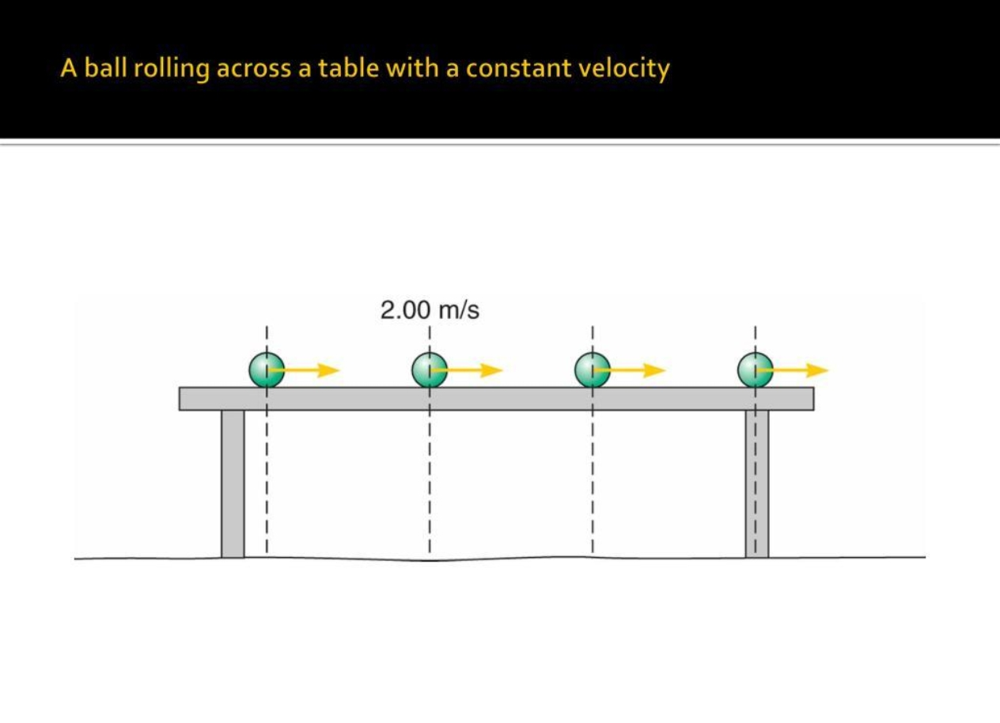 A ball rolling across a table with a constant velocity
2.00 m/s